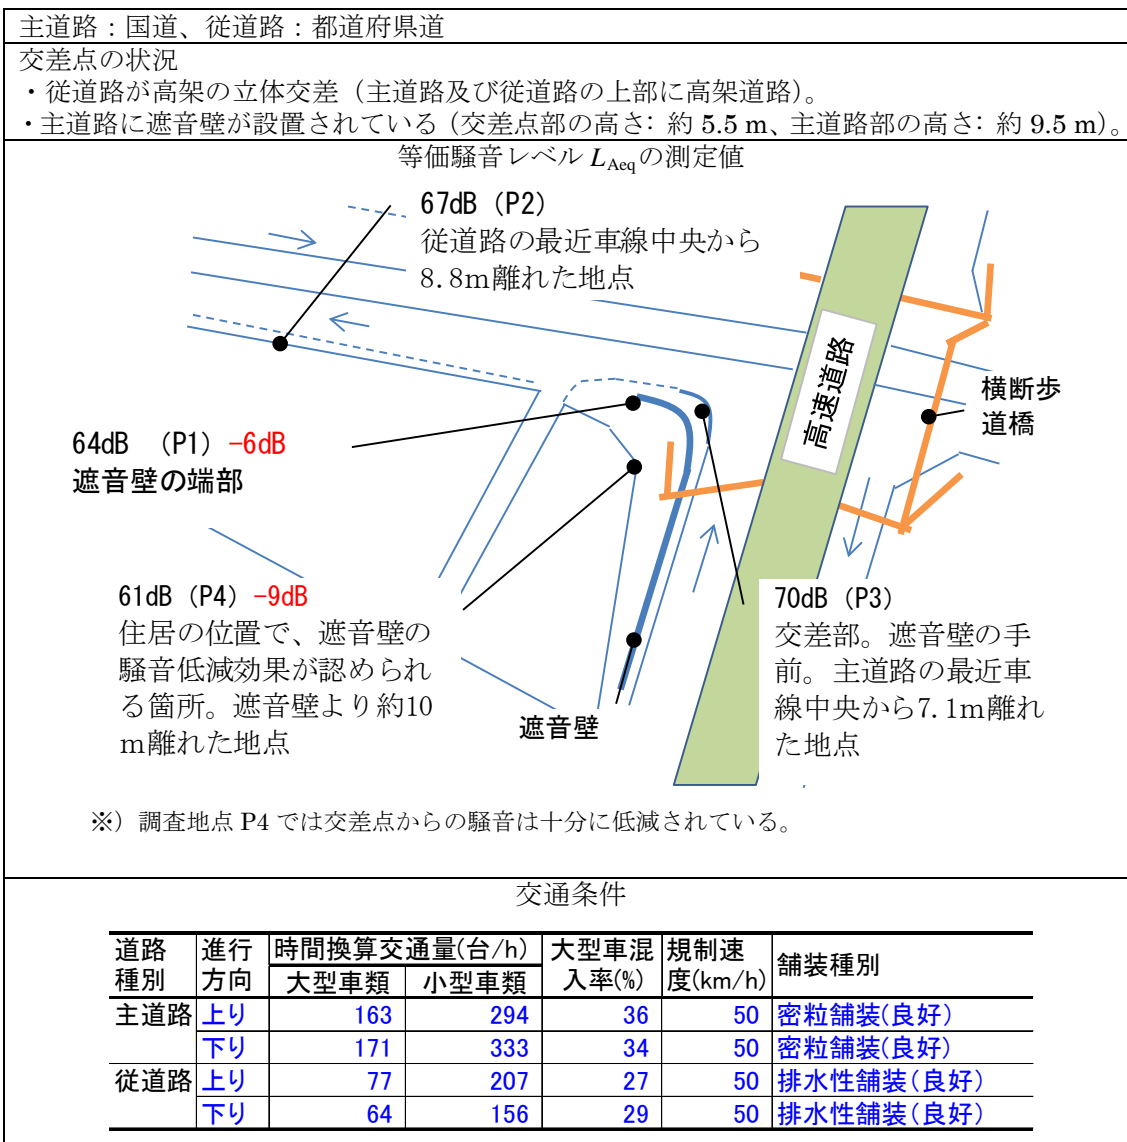 主道路：国道、従道路：都道府県道
交差点の状況
・従道路が高架の立体交差（主道路及び従道路の上部に高架道路）。
・主道路に遮音壁が設置されている（交差点部の高さ：約 5.5 m、主道路部の高さ：約 9.5 m）。
等価騒音レベル LAeqの測定値
67dB（P2）
従道路の最近車線中央から
8.8m離れた地点
高速道路
横断歩
道橋
64dB （P1）-6dB
遮音壁の端部
61dB（P4）-9dB
住居の位置で、遮音壁の
騒音低減効果が認められ
る箇所。遮音壁より約10
m離れた地点
遮音壁
70dB（P3）
交差部。遮音壁の手
前。主道路の最近車
線中央から7.1m離れ
た地点
※）調査地点 P4 では交差点からの騒音は十分に低減されている。
交通条件
道路種別 進行方向 時間換算交通量(台/h) 大型車混入率(%) 規制速度(km/h) 舗装種別
大型車類 小型車類
主道路 上り 163 294 36 50 密粒舗装(良好)
下り 171 333 34 50 密粒舗装(良好)
従道路 上り 77 207 27 50 排水性舗装(良好)
下り 64 156 29 50 排水性舗装(良好)